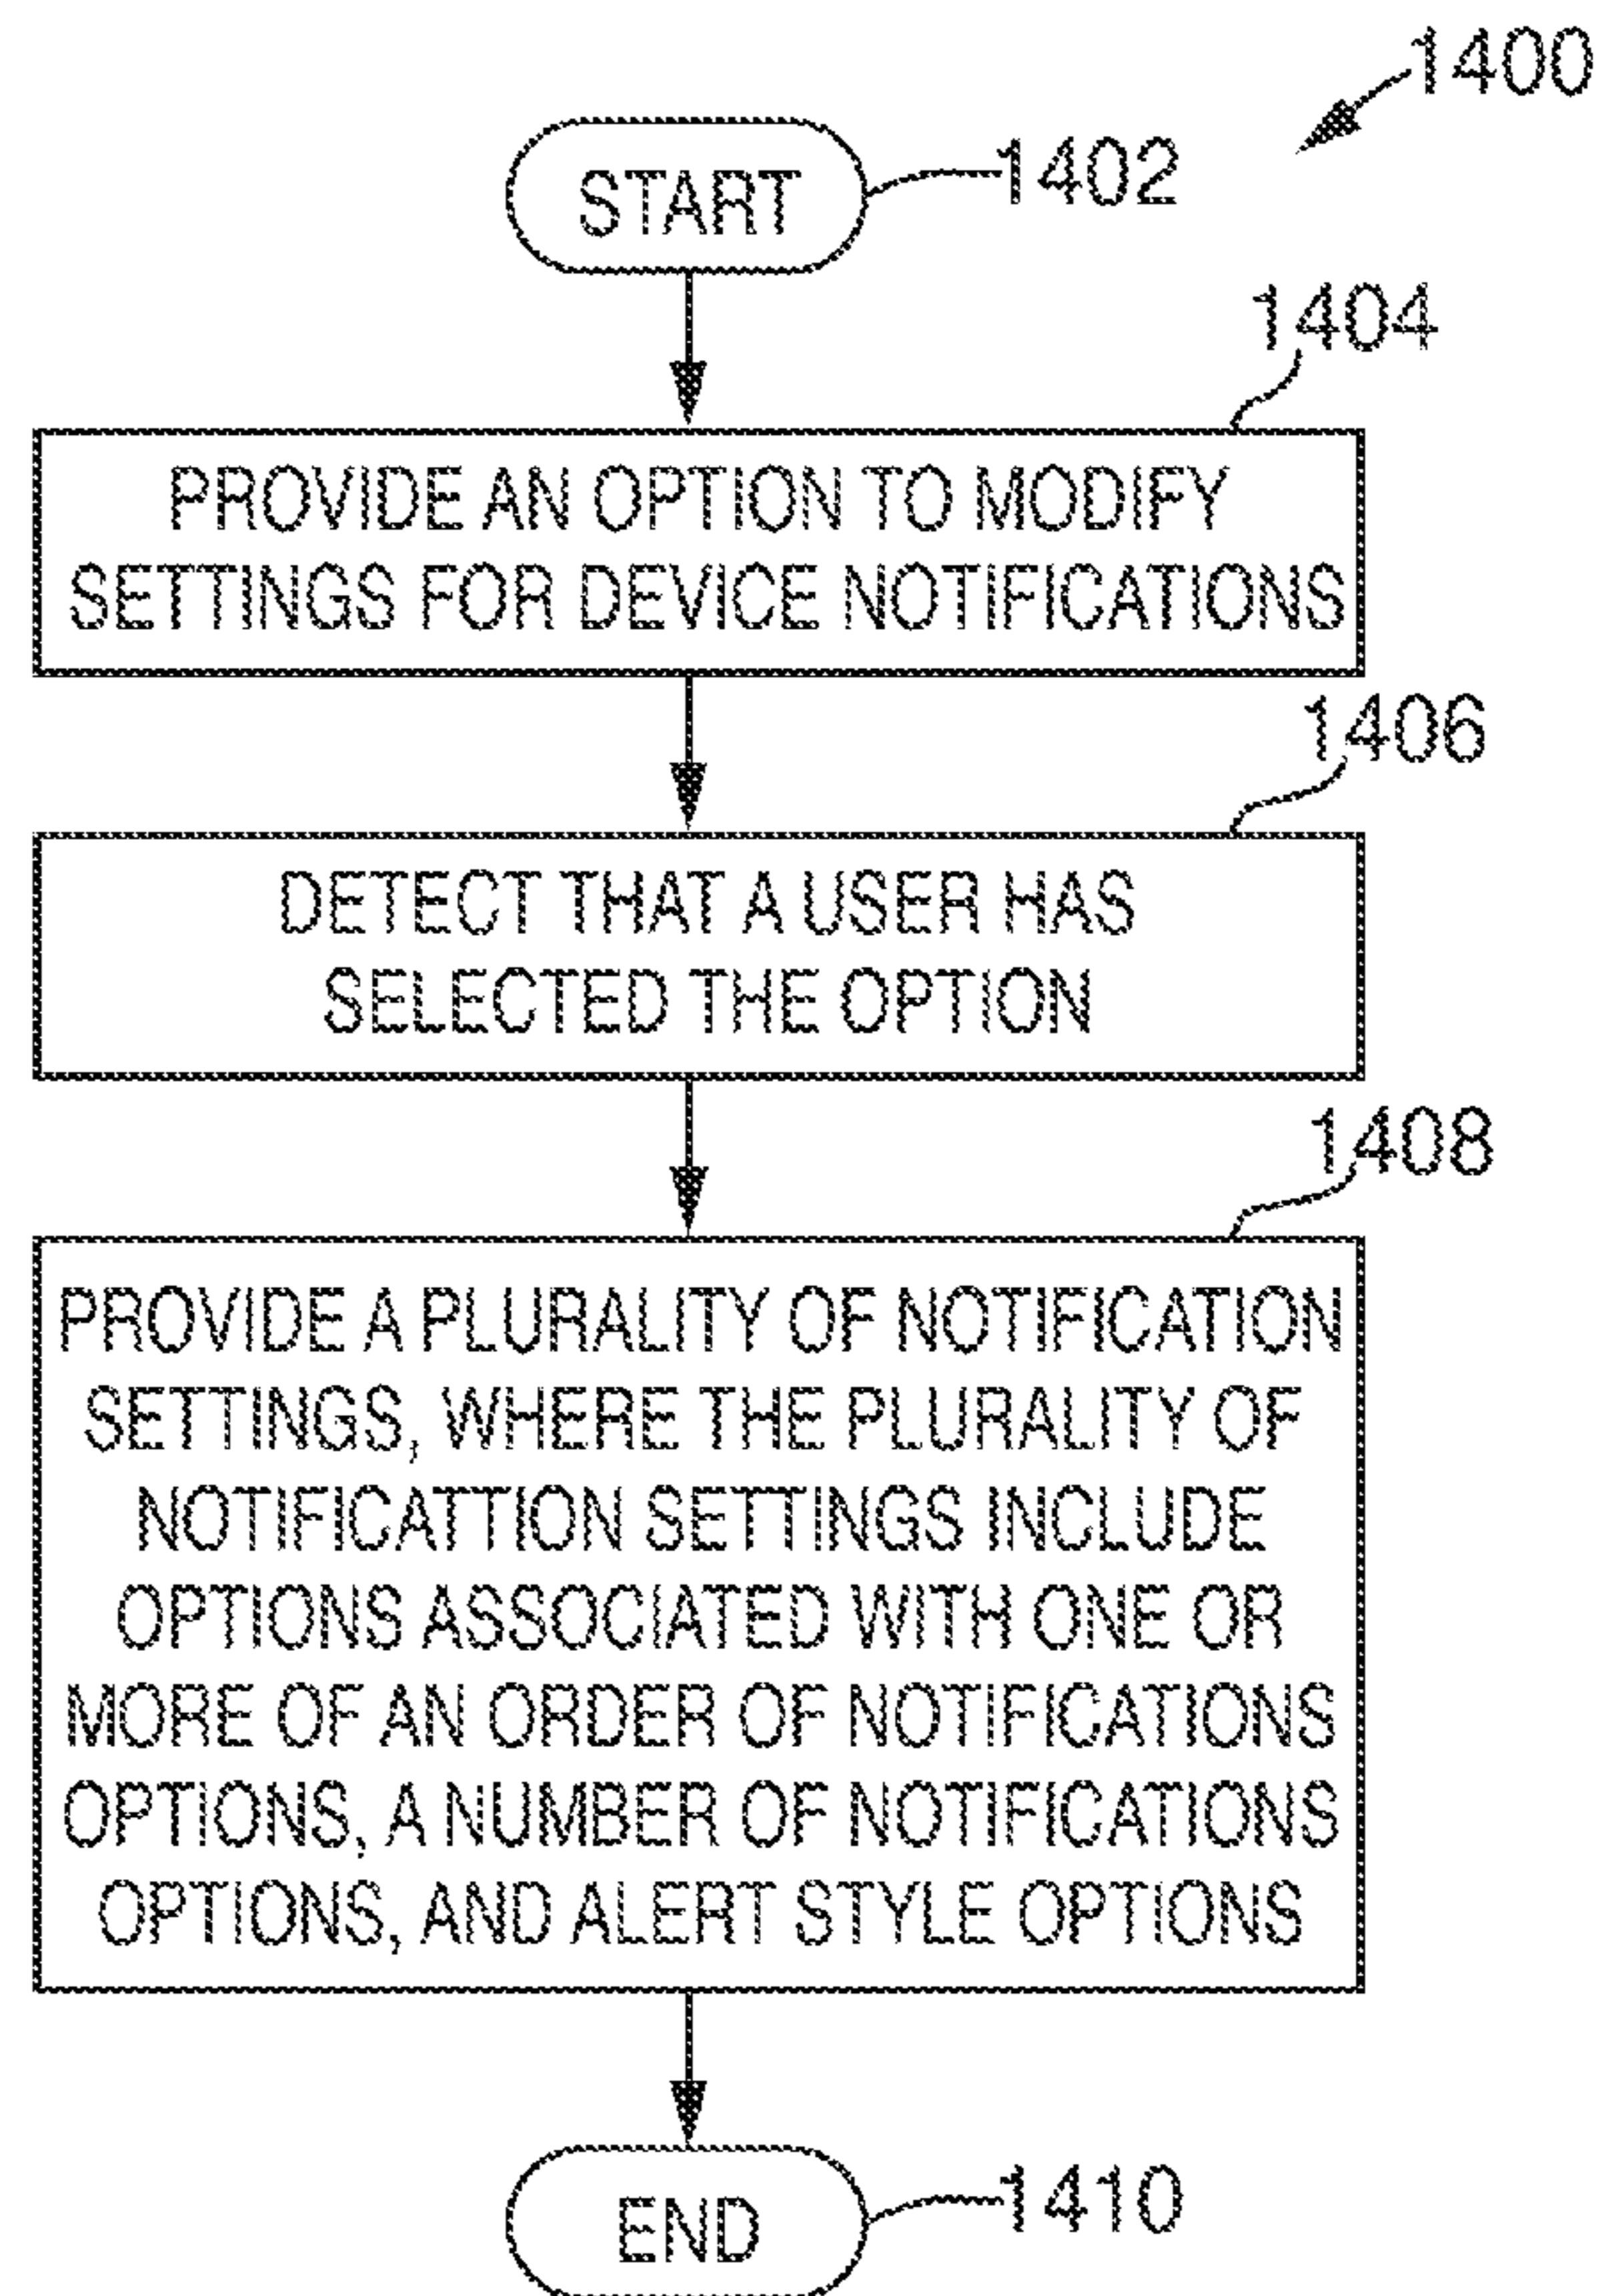 1400
START
1402
1404
PROVIDE AN OPTION TO MODIFY
SETTINGS FOR DEVICE NOTIFICATIONS
1406
DETECT THAT A USER HAS
SELECTED THE OPTION
1408
PROVIDE A PLURALITY OF NOTIFICATION
SETTINGS, WHERE THE PLURALITY OF
NOTIFICATTION SETTINGS INCLUDE
OPTIONS ASSOCIATED WITH ONE OR
MORE OF AN ORDER OF NOTIFICATIONS
OPTIONS, A NUMBER OF NOTIFICATIONS
OPTIONS, AND ALERT STYLE OPTIONS
END
1410